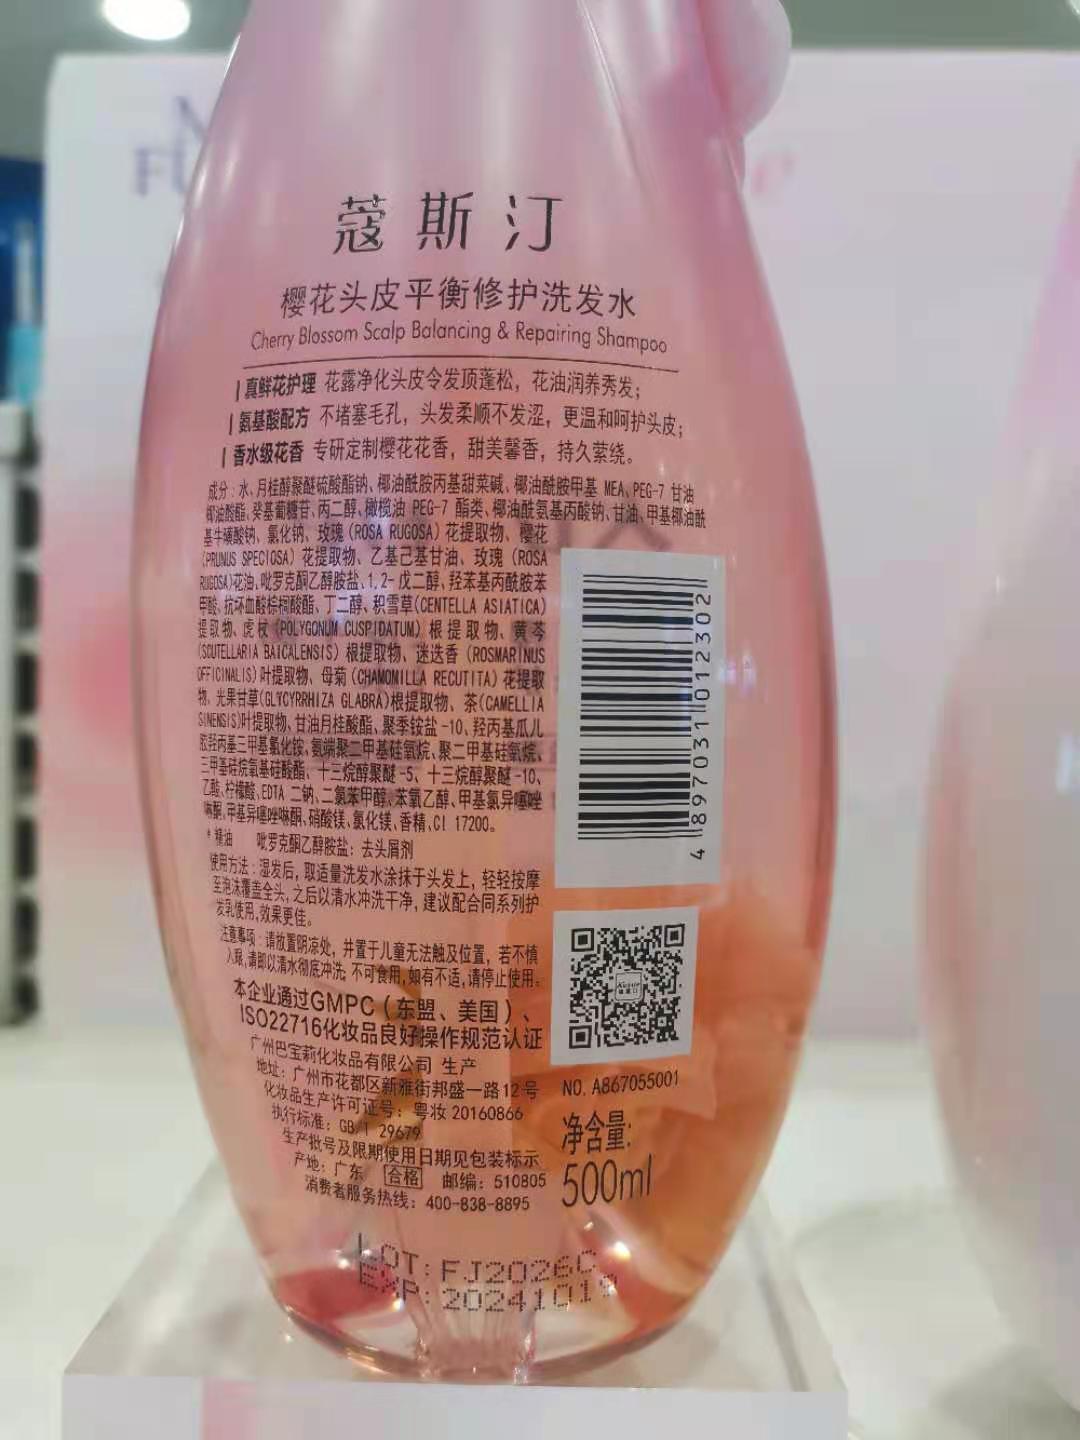 蔻斯汀
樱花头皮平衡修护洗发水
Cherry Blossom Scalp Balancing & Repairing Shampoo
真鲜花护理 花露净化头皮令发顶蓬松，花油润养秀发；
氨基酸配方 不堵塞毛孔，头发柔顺不发涩，更温和呵护头皮；
香水级花香 专研定制樱花花香，甜美馨香，持久萦绕。
成分：水、月桂醇聚醚硫酸酯钠、椰油酰胺丙基甜菜碱、椰油酰胺甲基 MEA、PEG-7 甘油
椰油酸酯、癸基葡糖苷、丙二醇、橄榄油 PEG-7 酯类、椰油酰氨基丙酸钠、甘油、甲基椰油酰
基牛磺酸钠、氯化钠、玫瑰（ROSA RUGOSA）花提取物、樱花
（PRUNUS SPECIOSA）花提取物、乙基己基甘油、玫瑰（ROSA
RUGOSA）花油、吡罗克酮乙醇胺盐、1,2-戊二醇、羟苯基丙酰胺苯
甲酸、抗坏血酸棕榈酸酯、丁二醇、积雪草（CENTELLA ASIATICA）
提取物、虎杖（POLYGONUM CUSPIDATUM）根提取物、黄芩
（SCUTELLARIA BAICALENSIS）根提取物、迷迭香（ROSMARINUS
OFFICINALIS）叶提取物、母菊（CHAMOMILLA RECUTITA）花提取
物、光果甘草（GLYCYRRHIZA GLABRA）根提取物、茶（CAMELLIA
SINENSIS）叶提取物、甘油月桂酸酯、聚季铵盐-10、羟丙基瓜儿
胶羟丙基三甲基氯化铵、氨端聚二甲基硅氧烷、聚二甲基硅氧烷、
三甲基硅烷氧基硅酸酯、十三烷醇聚醚-5、十三烷醇聚醚-10、
乙酸、柠檬酸、EDTA 二钠、二氯苯甲醇、苯氧乙醇、甲基氯异噻唑
啉酮、甲基异噻唑啉酮、硝酸镁、氯化镁、香精、CI 17200。
*精油 吡罗克酮乙醇胺盐：去头屑剂
使用方法：湿发后，取适量洗发水涂抹于头发上，轻轻按摩
至泡沫覆盖全头，之后以清水冲洗干净，建议配合同系列护
发乳使用，效果更佳。
注意事项：请放置阴凉处，并置于儿童无法触及位置，若不慎
入眼，请即以清水彻底冲洗；不可食用，如有不适，请停止使用。
本企业通过GMPC（东盟、美国）、
ISO22716化妆品良好操作规范认证
广州巴宝莉化妆品有限公司 生产
地址：广州市花都区新雅街邦盛一路12号
化妆品生产许可证号：粤妆 20160866
执行标准：GB/T 29679
生产批号及限期使用日期见包装标示
产地：广东 合格 邮编：510805
消费者服务热线：400-838-8895
4 897031 012302
NO. A867055001
净含量：
500ml
LOT: FJ2026C
EXP: 20241019